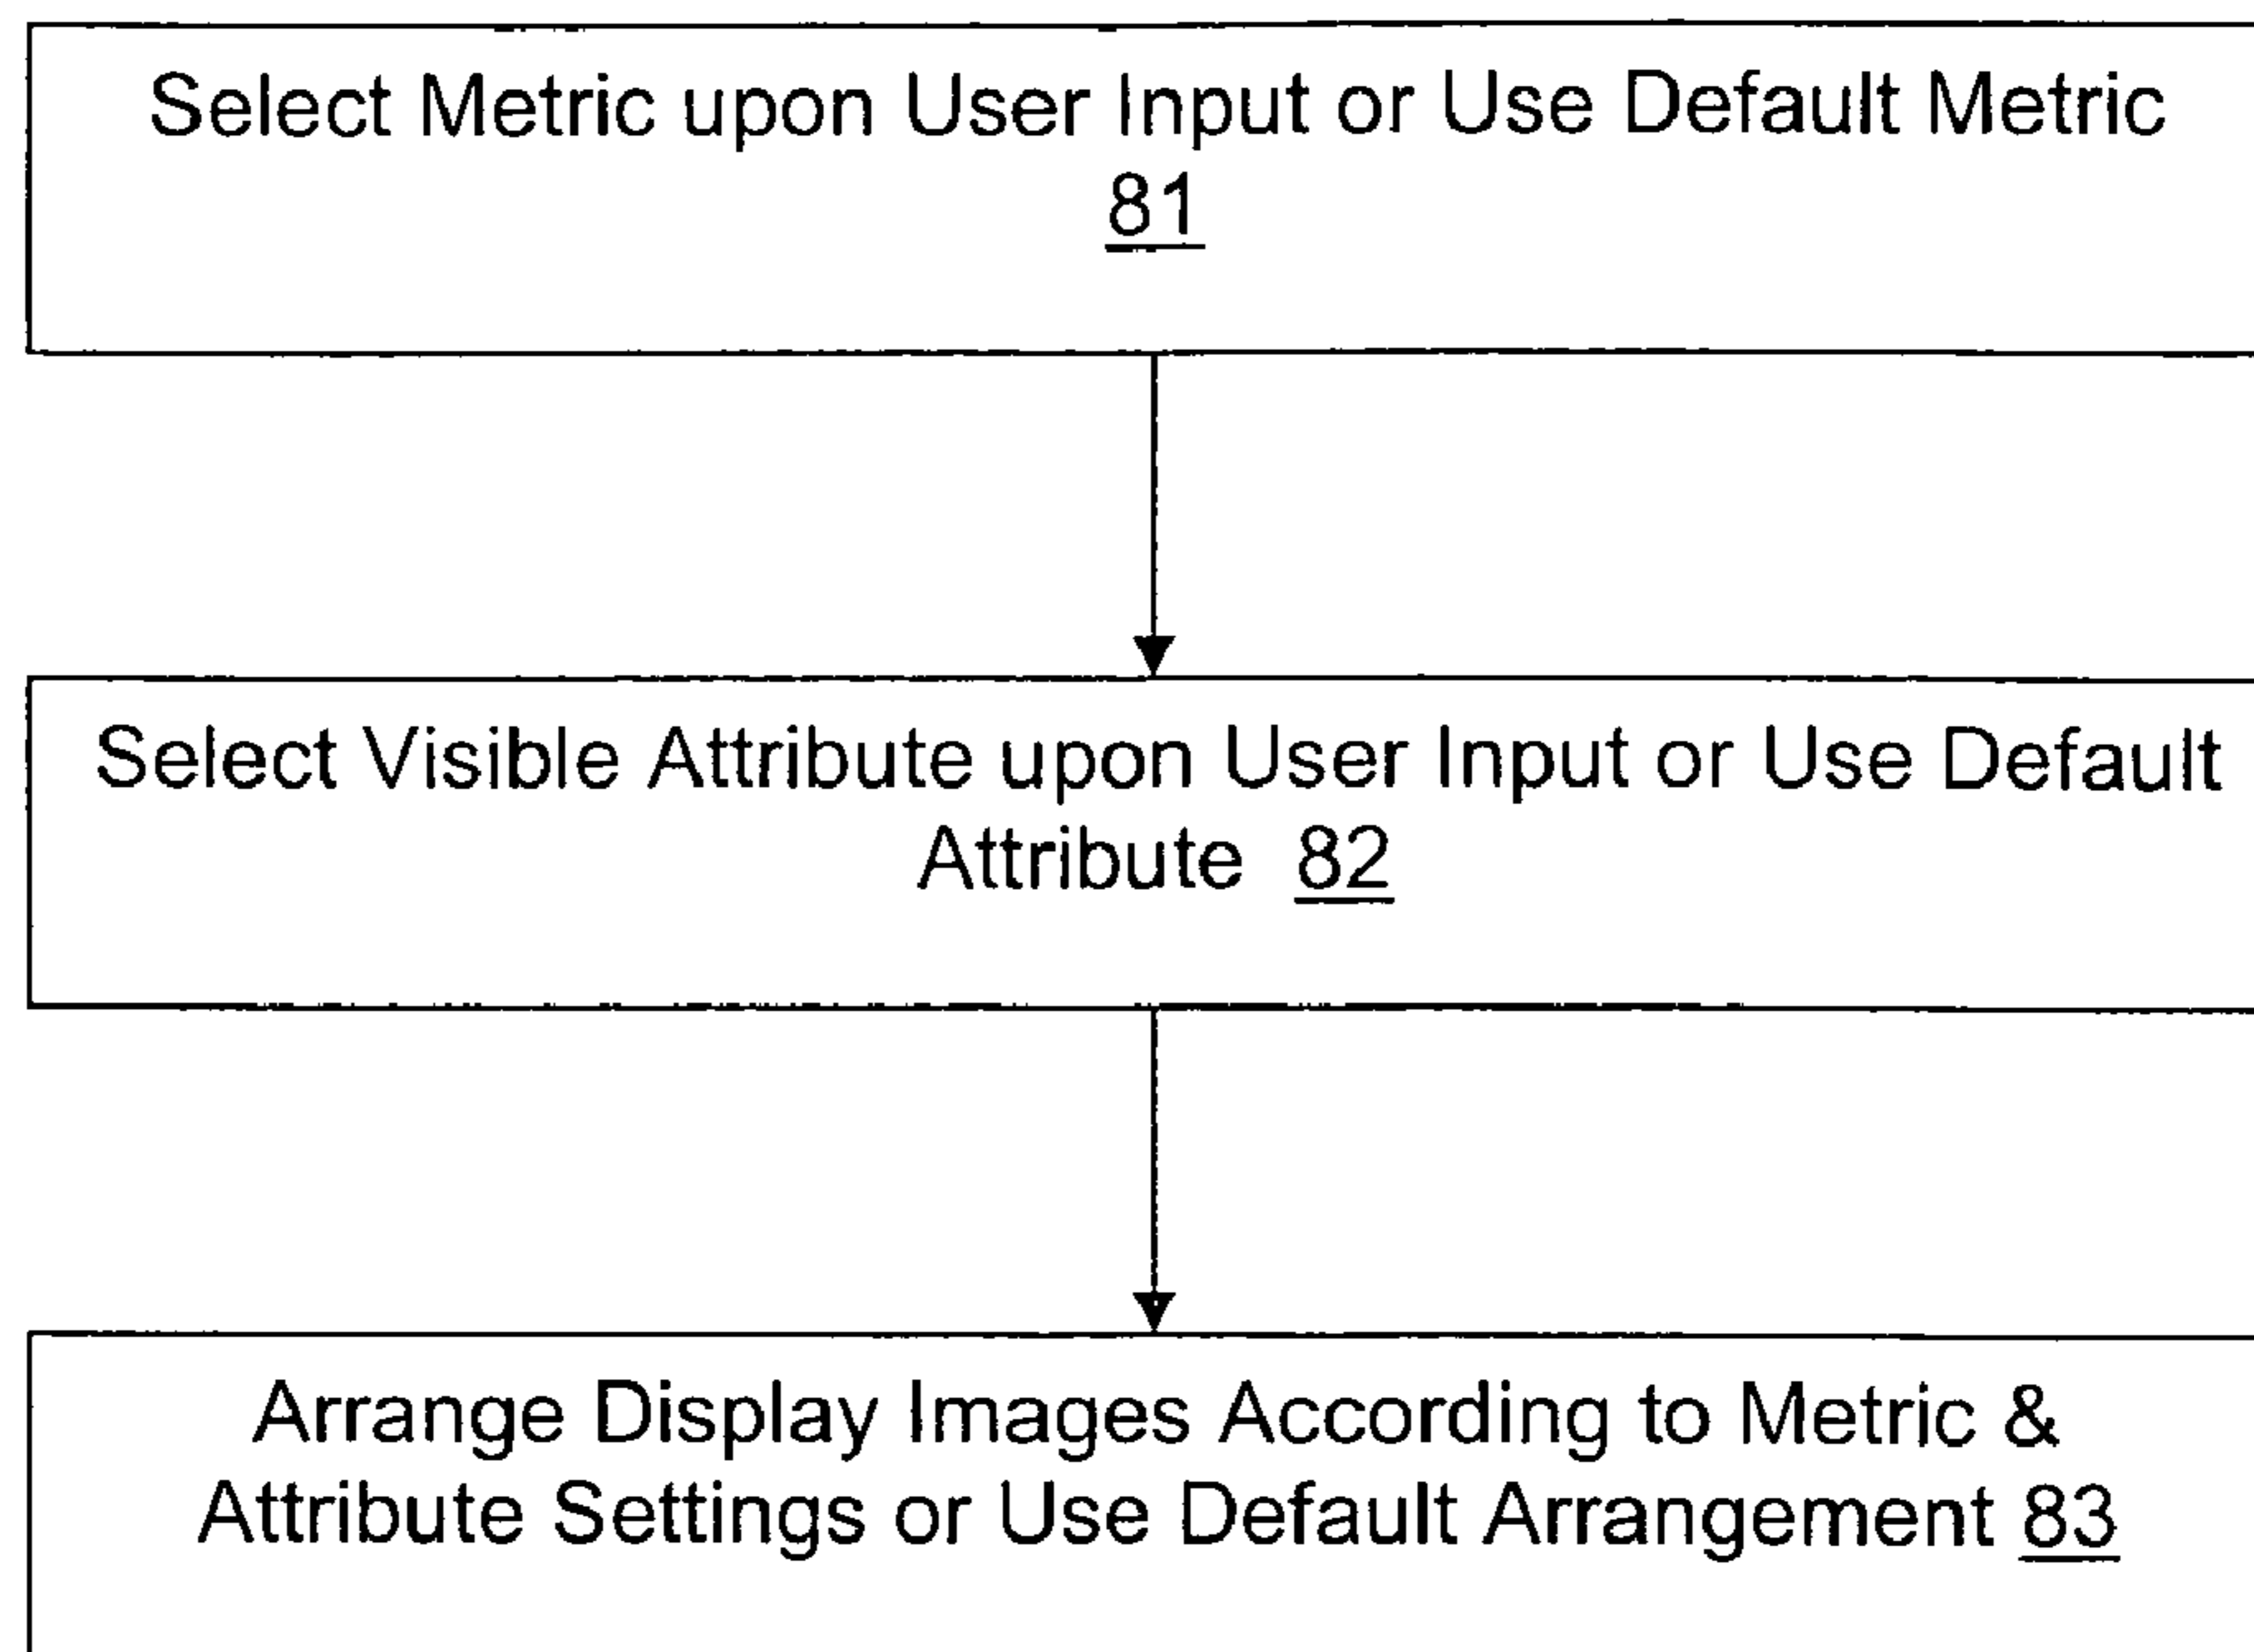 Select Metric upon User Input or Use Default Metric
81
Select Visible Attribute upon User Input or Use Default
Attribute 82
Arrange Display Images According to Metric &
Attribute Settings or Use Default Arrangement 83